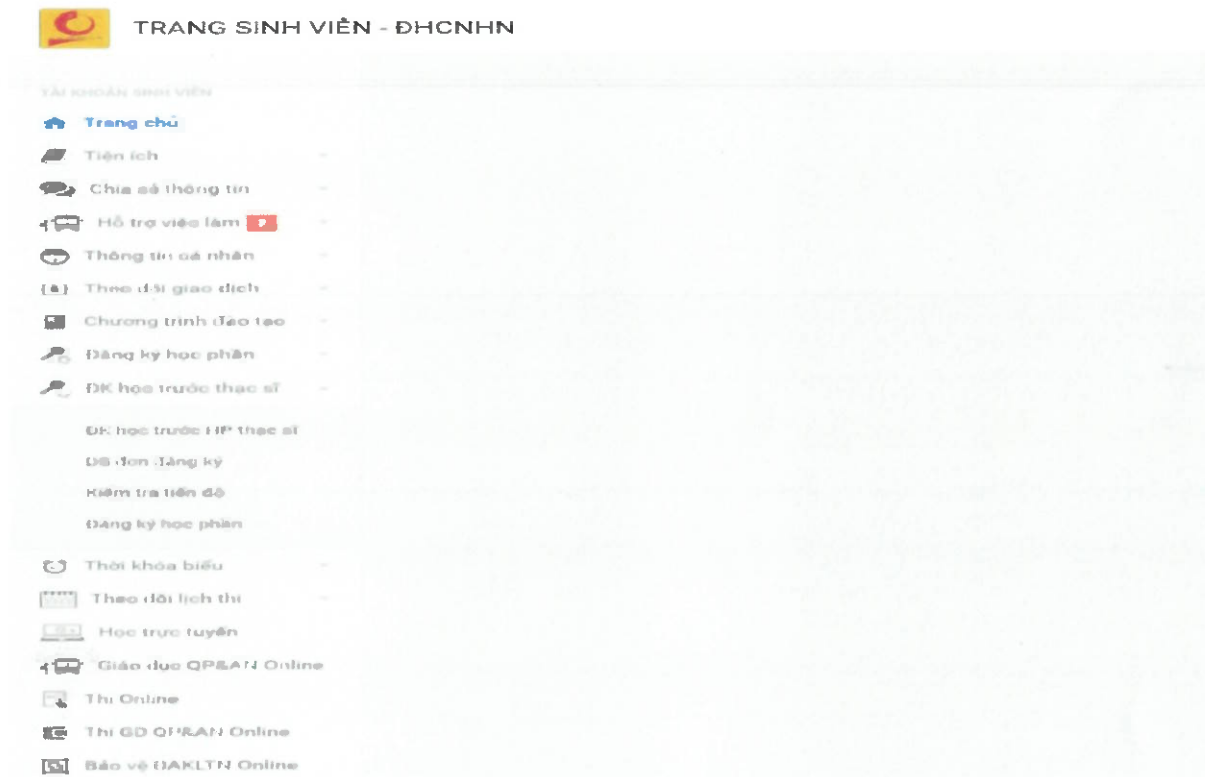 TRANG SINH VIÊN - ĐHCNHN
TÀI KHOẢN SINH VIÊN
Trang chủ
Tiện ích
Chia sẻ thông tin
Hỗ trợ việc làm
Thông tin cá nhân
Theo dõi giao dịch
Chương trình đào tạo
Đăng ký học phần
ĐK học trước thạc sĩ
ĐK học trước HP thạc sĩ
DS đơn đăng ký
Kiểm tra tiến độ
Đăng ký học phần
Thời khóa biểu
Theo dõi lịch thi
Học trực tuyến
Giáo dục QP&AN Online
Thi Online
Thi GD QP&AN Online
Bảo vệ ĐAKLTN Online